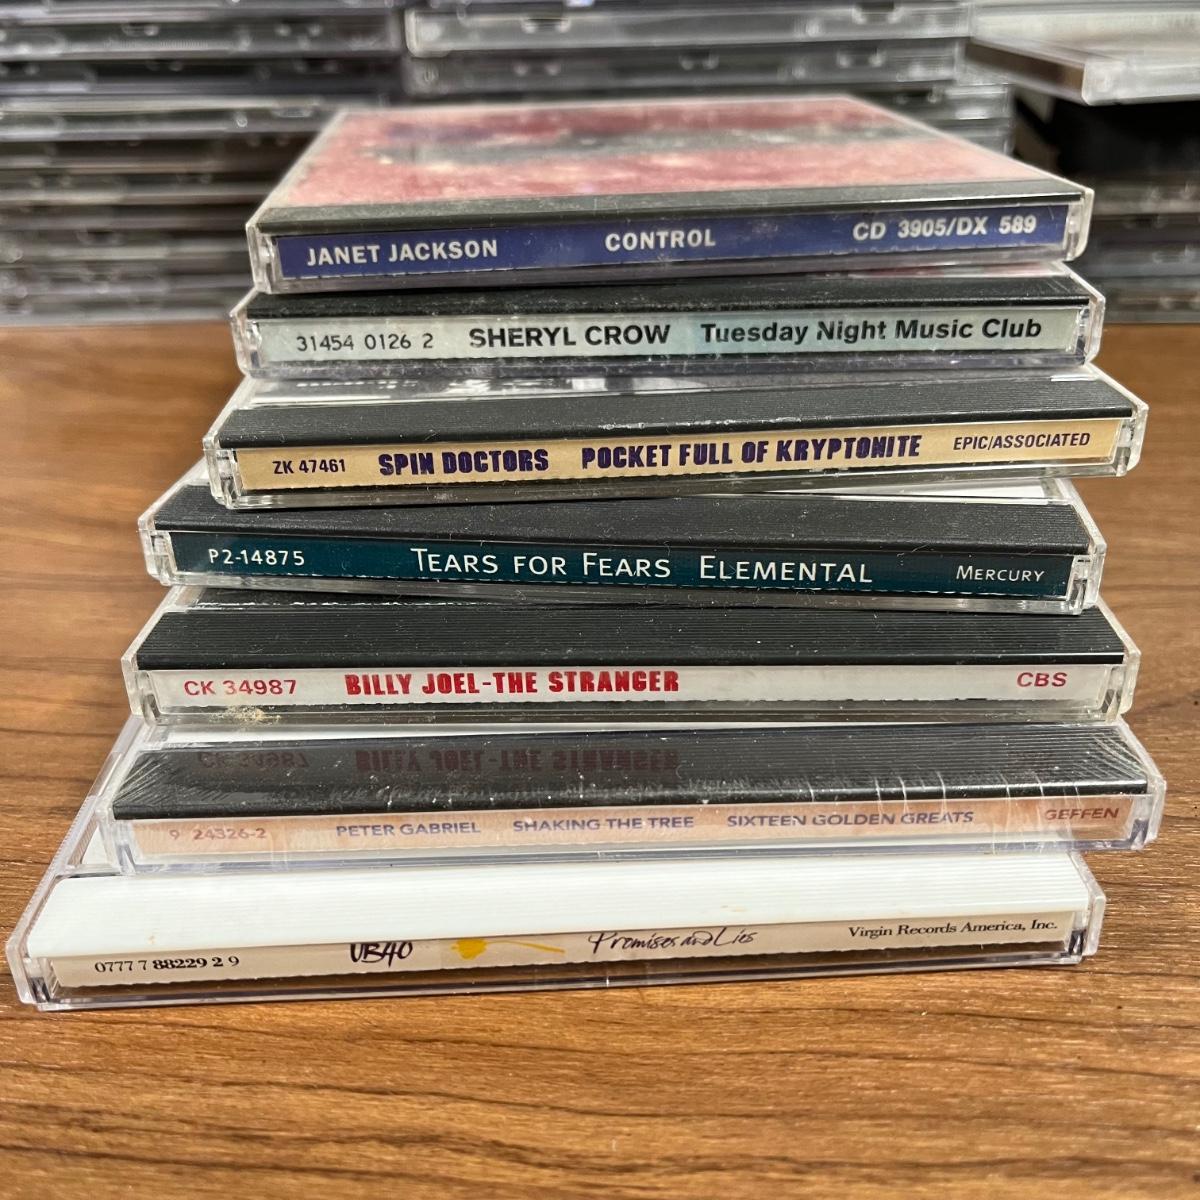 JANET JACKSON CONTROL CD 3905/DX 589
31454 0126 2 SHERYL CROW Tuesday Night Music Club
ZK 47461 SPIN DOCTORS POCKET FULL OF KRYPTONITE EPIC/ASSOCIATED
P2-14875 TEARS FOR FEARS ELEMENTAL MERCURY
CK 34987 BILLY JOEL-THE STRANGER CBS
9 24326-2 PETER GABRIEL SHAKING THE TREE SIXTEEN GOLDEN GREATS GEFFEN
0777 7 88229 2 9 UB40 Promises and Lies Virgin Records America, Inc.